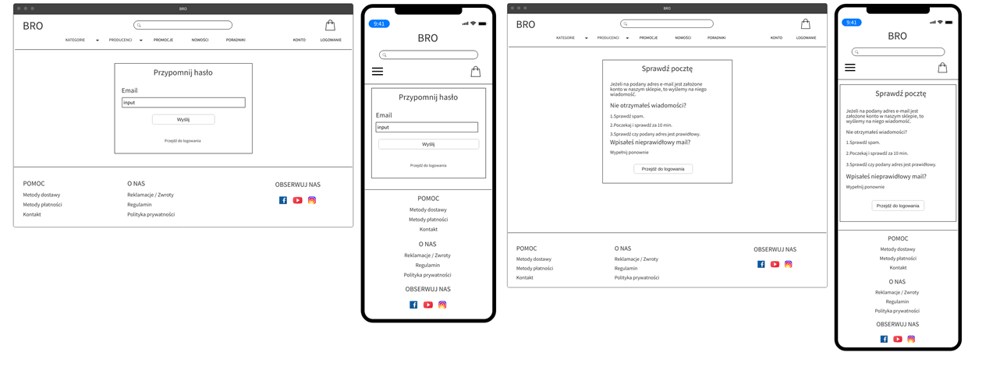 BRO
BRO
KATEGORIE
PRODUCENCI
PROMOCJE
NOWOŚCI
PORADNIKI
KONTO
LOGOWANIE
Przypomnij hasło
Email
input
Wyślij
Przejdź do logowania
POMOC
Metody dostawy
Metody płatności
Kontakt
O NAS
Reklamacje / Zwroty
Regulamin
Polityka prywatności
OBSERWUJ NAS
9:41
BRO
Przypomnij hasło
Email
input
Wyślij
Przejdź do logowania
POMOC
Metody dostawy
Metody płatności
Kontakt
O NAS
Reklamacje / Zwroty
Regulamin
Polityka prywatności
OBSERWUJ NAS
BRO
BRO
KATEGORIE
PRODUCENCI
PROMOCJE
NOWOŚCI
PORADNIKI
KONTO
LOGOWANIE
Sprawdź pocztę
Jeżeli na podany adres e-mail jest założone
konto w naszym sklepie, to wyślemy na niego
wiadomość.
Nie otrzymałeś wiadomości?
1.Sprawdź spam.
2.Poczekaj i sprawdź za 10 min.
3.Sprawdź czy podany adres jest prawidłowy.
Wpisałeś nieprawidłowy mail?
Wypełnij ponownie
Przejdź do logowania
POMOC
Metody dostawy
Metody płatności
Kontakt
O NAS
Reklamacje / Zwroty
Regulamin
Polityka prywatności
OBSERWUJ NAS
9:41
BRO
Sprawdź pocztę
Jeżeli na podany adres e-mail jest
założone konto w naszym sklepie, to
wyślemy na niego wiadomość.
Nie otrzymałeś wiadomości?
1.Sprawdź spam.
2.Poczekaj i sprawdź za 10 min.
3.Sprawdź czy podany adres jest prawidłowy.
Wpisałeś nieprawidłowy mail?
Wypełnij ponownie
Przejdź do logowania
POMOC
Metody dostawy
Metody płatności
Kontakt
O NAS
Reklamacje / Zwroty
Regulamin
Polityka prywatności
OBSERWUJ NAS